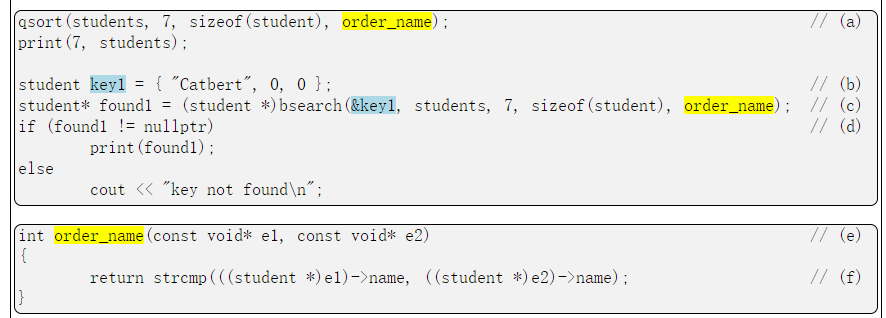 qsort(students, 7, sizeof(student), order_name); // (a)
print(7, students);
student key1 = { "Catbert", 0, 0 }; // (b)
student* found1 = (student *)bsearch(&key1, students, 7, sizeof(student), order_name); // (c)
if (found1 != nullptr) // (d)
print(found1);
else
cout << "key not found\n";
int order_name(const void* e1, const void* e2) // (e)
{
return strcmp(((student *)e1)->name, ((student *)e2)->name); // (f)
}